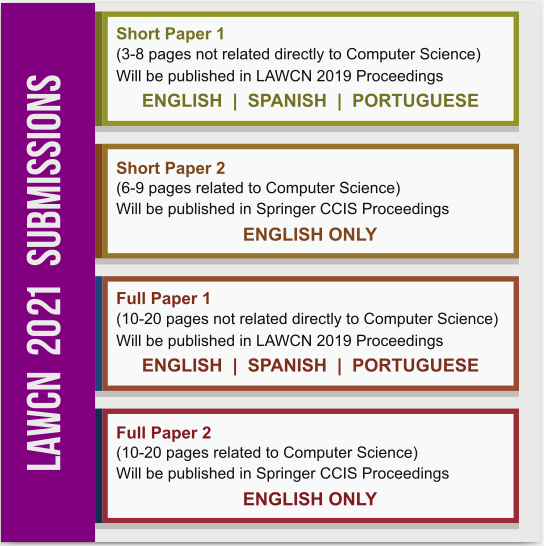 LAWCN 2021 SUBMISSIONS
Short Paper 1
(3-8 pages not related directly to Computer Science)
Will be published in LAWCN 2019 Proceedings
ENGLISH | SPANISH | PORTUGUESE
Short Paper 2
(6-9 pages related to Computer Science)
Will be published in Springer CCIS Proceedings
ENGLISH ONLY
Full Paper 1
(10-20 pages not related directly to Computer Science)
Will be published in LAWCN 2019 Proceedings
ENGLISH | SPANISH | PORTUGUESE
Full Paper 2
(10-20 pages related to Computer Science)
Will be published in Springer CCIS Proceedings
ENGLISH ONLY